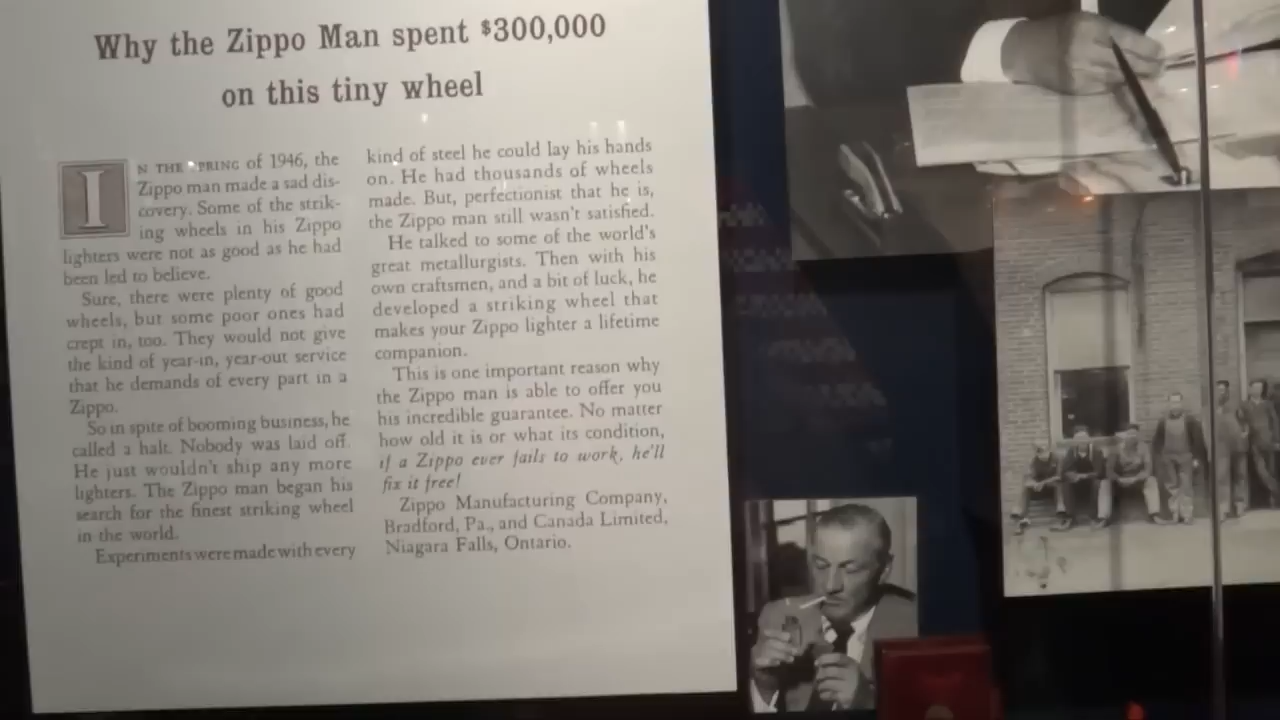 Why the Zippo Man spent $300,000
on this tiny wheel
IN THE SPRING of 1946, the
Zippo man made a sad dis-
covery. Some of the strik-
ing wheels in his Zippo
lighters were not as good as he had
been led to believe.
Sure, there were plenty of good
wheels, but some poor ones had
crept in, too. They would not give
the kind of year-in, year-out service
that he demands of every part in a
Zippo.
So in spite of booming business, he
called a halt. Nobody was laid off.
He just wouldn't ship any more
lighters. The Zippo man began his
search for the finest striking wheel
in the world.
Experiments were made with every
kind of steel he could lay his hands
on. He had thousands of wheels
made. But, perfectionist that he is,
the Zippo man still wasn't satisfied.
He talked to some of the world's
great metallurgists. Then with his
own craftsmen, and a bit of luck, he
developed a striking wheel that
makes your Zippo lighter a lifetime
companion.
This is one important reason why
the Zippo man is able to offer you
his incredible guarantee. No matter
how old it is or what its condition,
if a Zippo ever fails to work, he'll
fix it free!
Zippo Manufacturing Company,
Bradford, Pa., and Canada Limited,
Niagara Falls, Ontario.